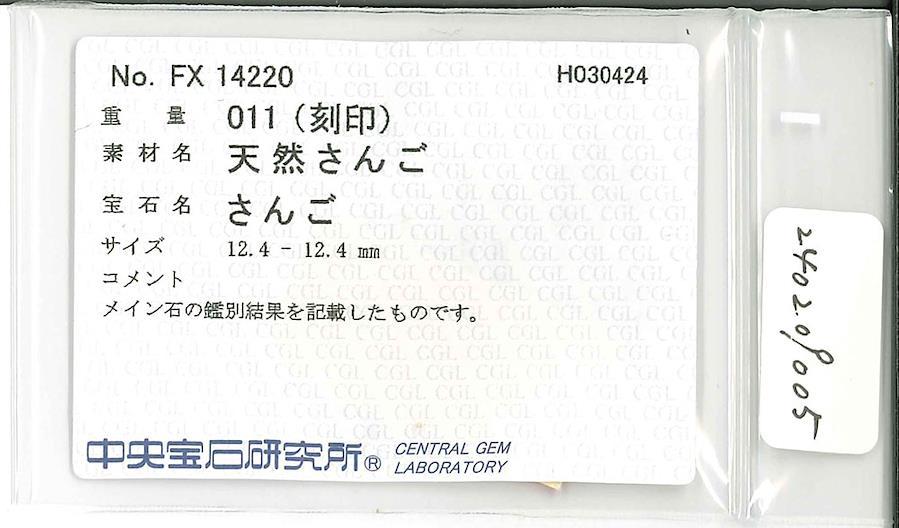 No. FX 14220
H030424
重量 011 (刻印)
素材名 天然さんご
宝石名 さんご
サイズ 12.4 - 12.4 mm
コメント
メイン石の鑑別結果を記載したものです。
中央宝石研究所® CENTRAL GEM
LABORATORY